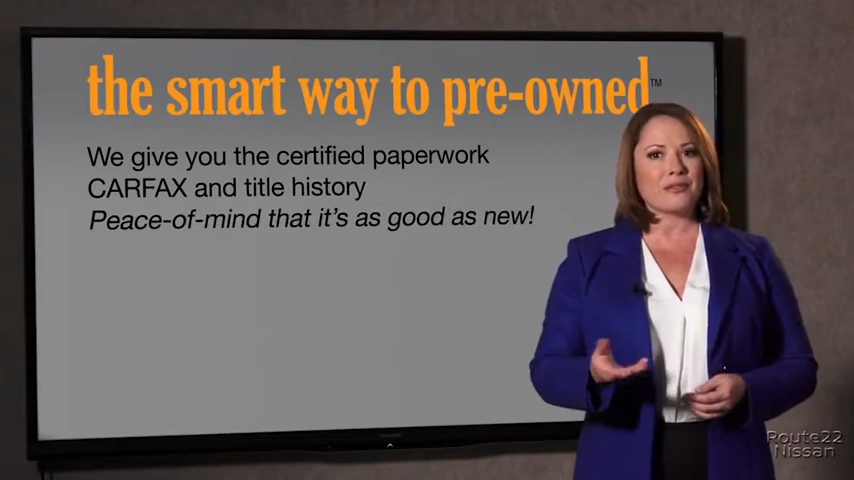 the smart way to pre-owned™
We give you the certified paperwork
CARFAX and title history
Peace-of-mind that it's as good as new!
Route22
Nissan